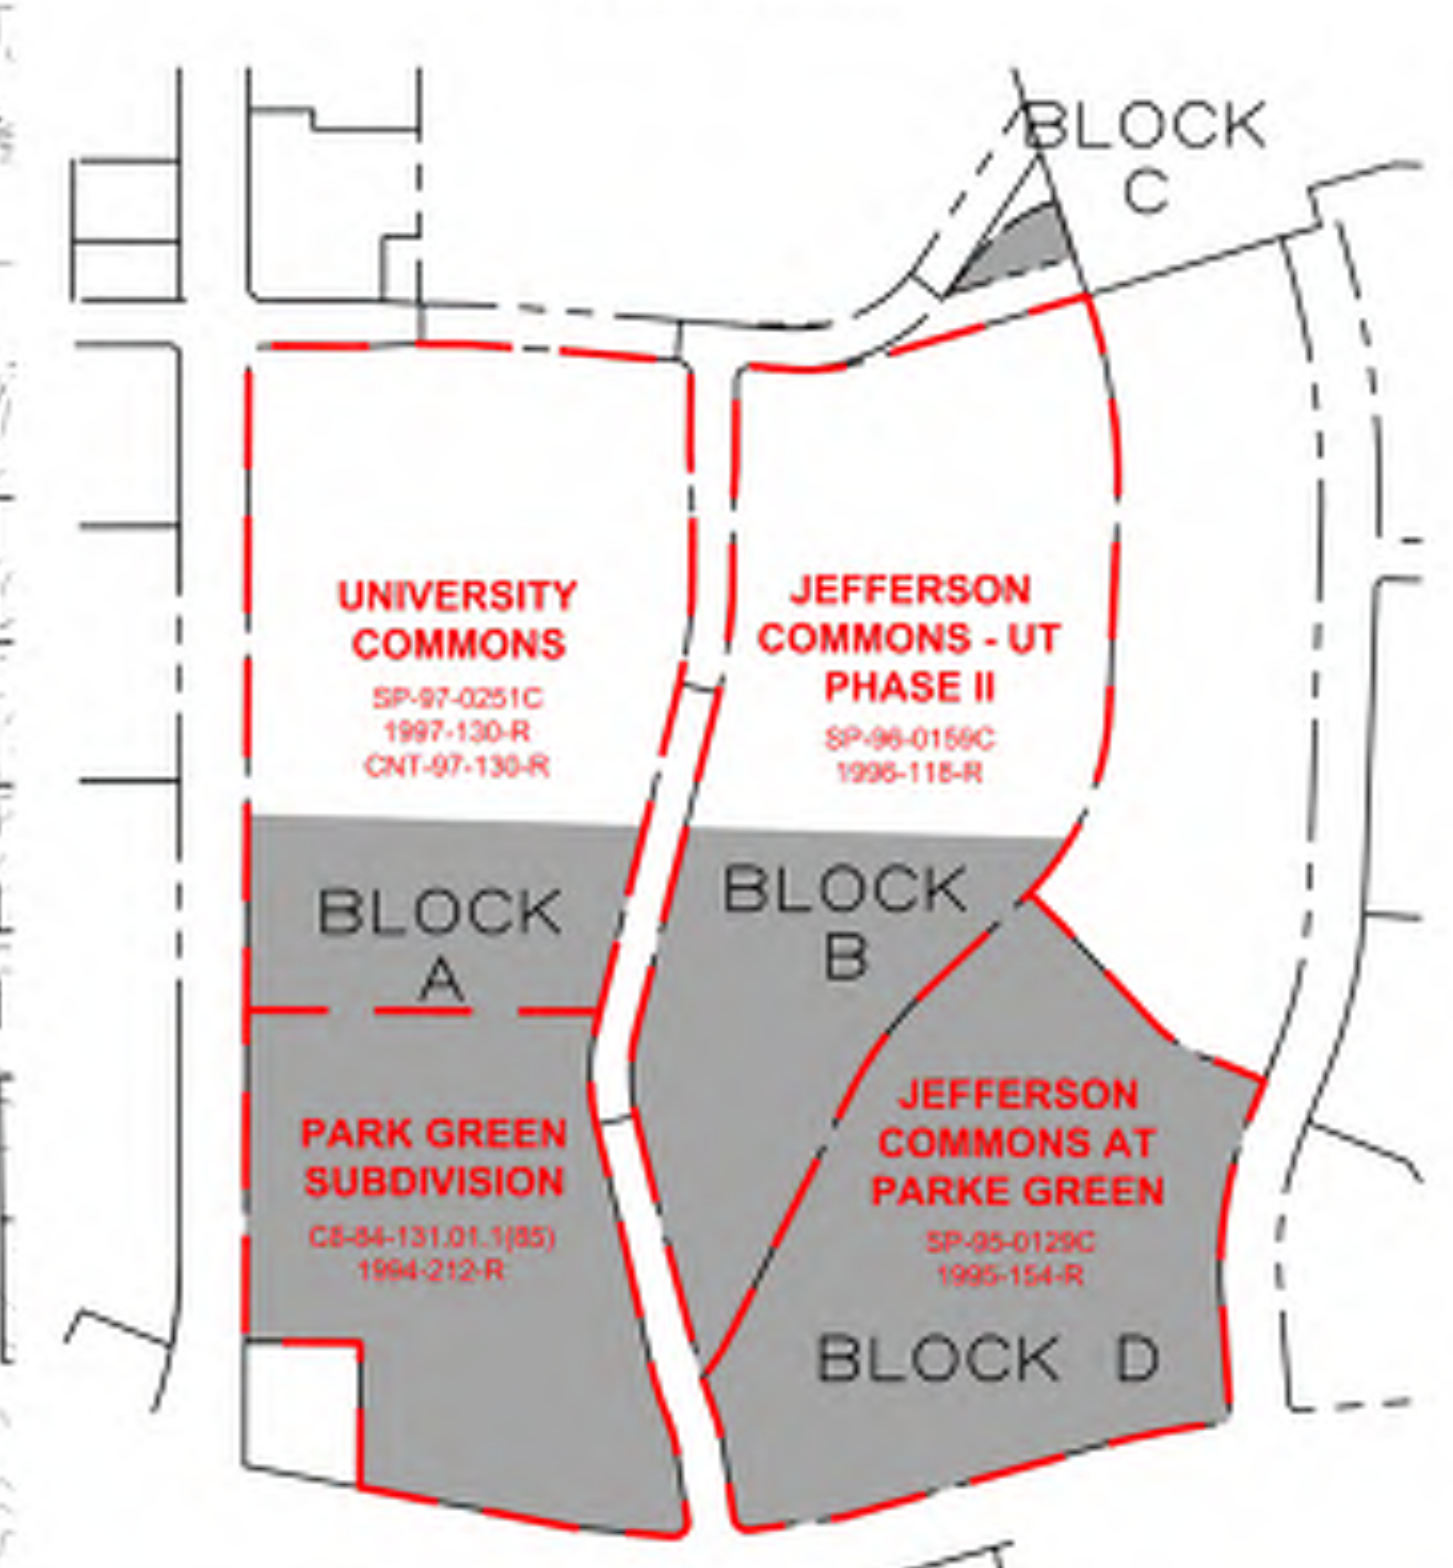 BLOCK
C
UNIVERSITY
COMMONS
SP-97-0251C
1997-130-R
CNT-97-130-R
JEFFERSON
COMMONS - UT
PHASE II
SP-96-0159C
1996-118-R
BLOCK
A
BLOCK
B
PARK GREEN
SUBDIVISION
C8-84-131.01.1(85)
1994-212-R
JEFFERSON
COMMONS AT
PARKE GREEN
SP-95-0129C
1995-154-R
BLOCK D